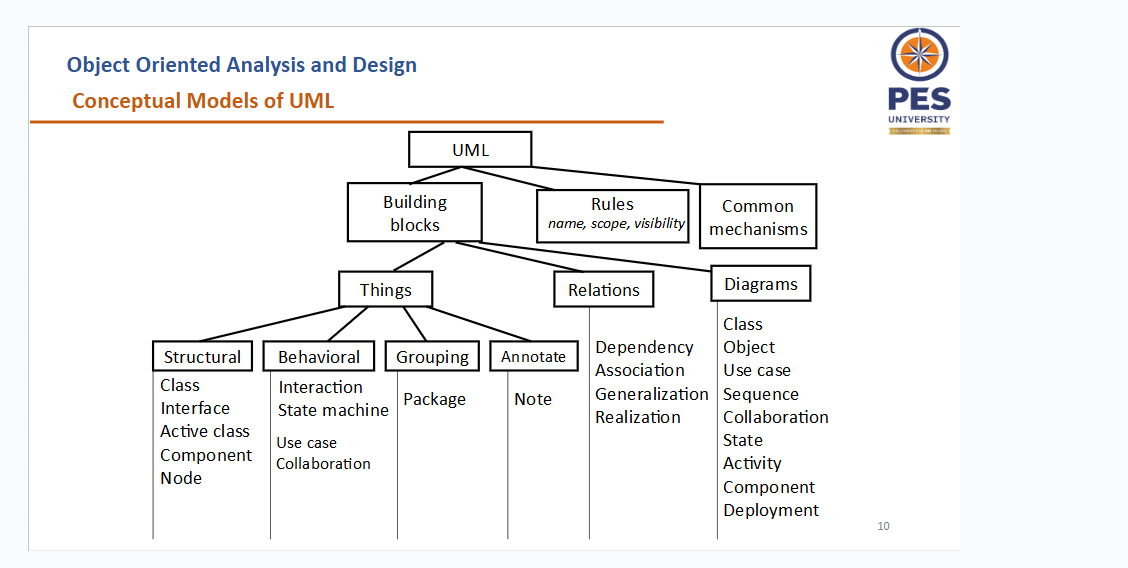 Object Oriented Analysis and Design
Conceptual Models of UML
PES
UNIVERSITY
UML
Building
blocks
Rules
name, scope, visibility
Common
mechanisms
Things
Relations
Diagrams
Structural
Behavioral
Grouping
Annotate
Class
Interface
Active class
Component
Node
Interaction
State machine
Use case
Collaboration
Package
Note
Dependency
Association
Generalization
Realization
Class
Object
Use case
Sequence
Collaboration
State
Activity
Component
Deployment
10